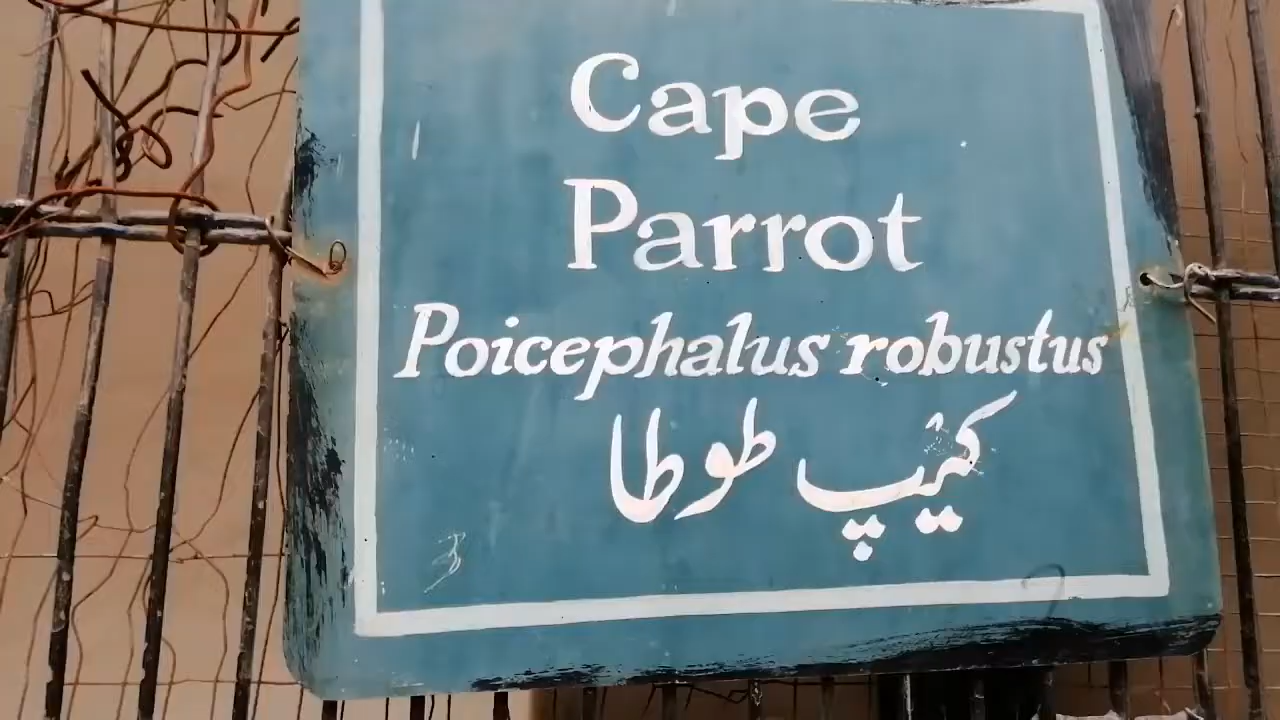 Cape
Parrot
Poicephalus robustus
کیپ طوطا